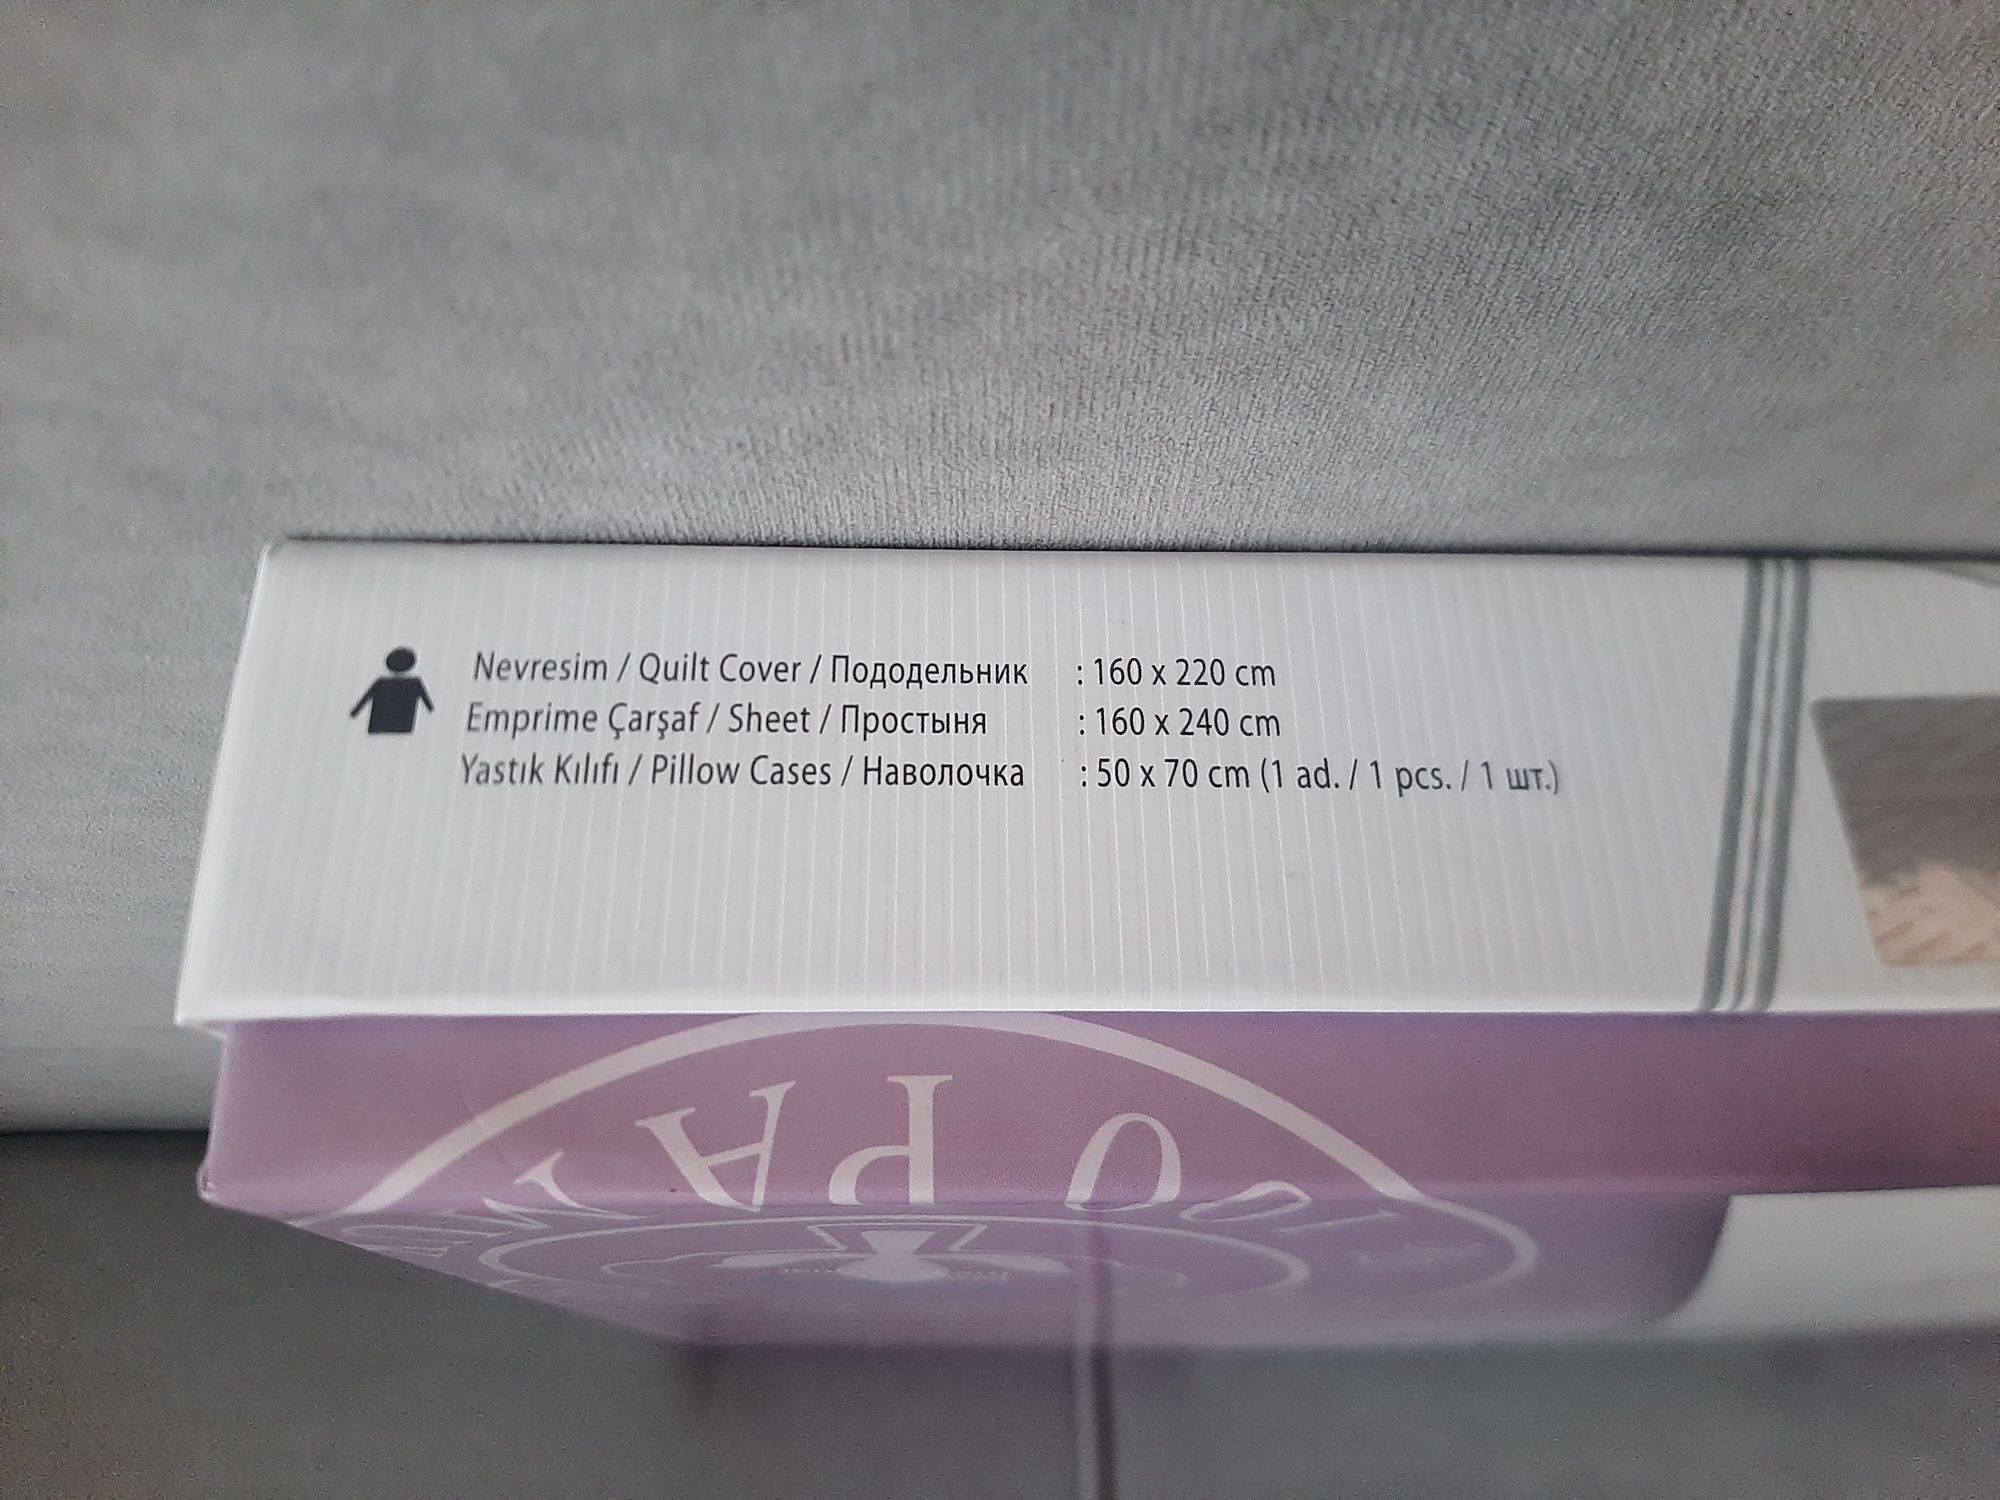 Nevresim / Quilt Cover / Пододельник : 160 x 220 cm
Emprime Çarşaf / Sheet / Простыня : 160 x 240 cm
Yastık Kılıfı / Pillow Cases / Наволочка : 50 x 70 cm (1 ad. / 1 pcs. / 1 шт.)